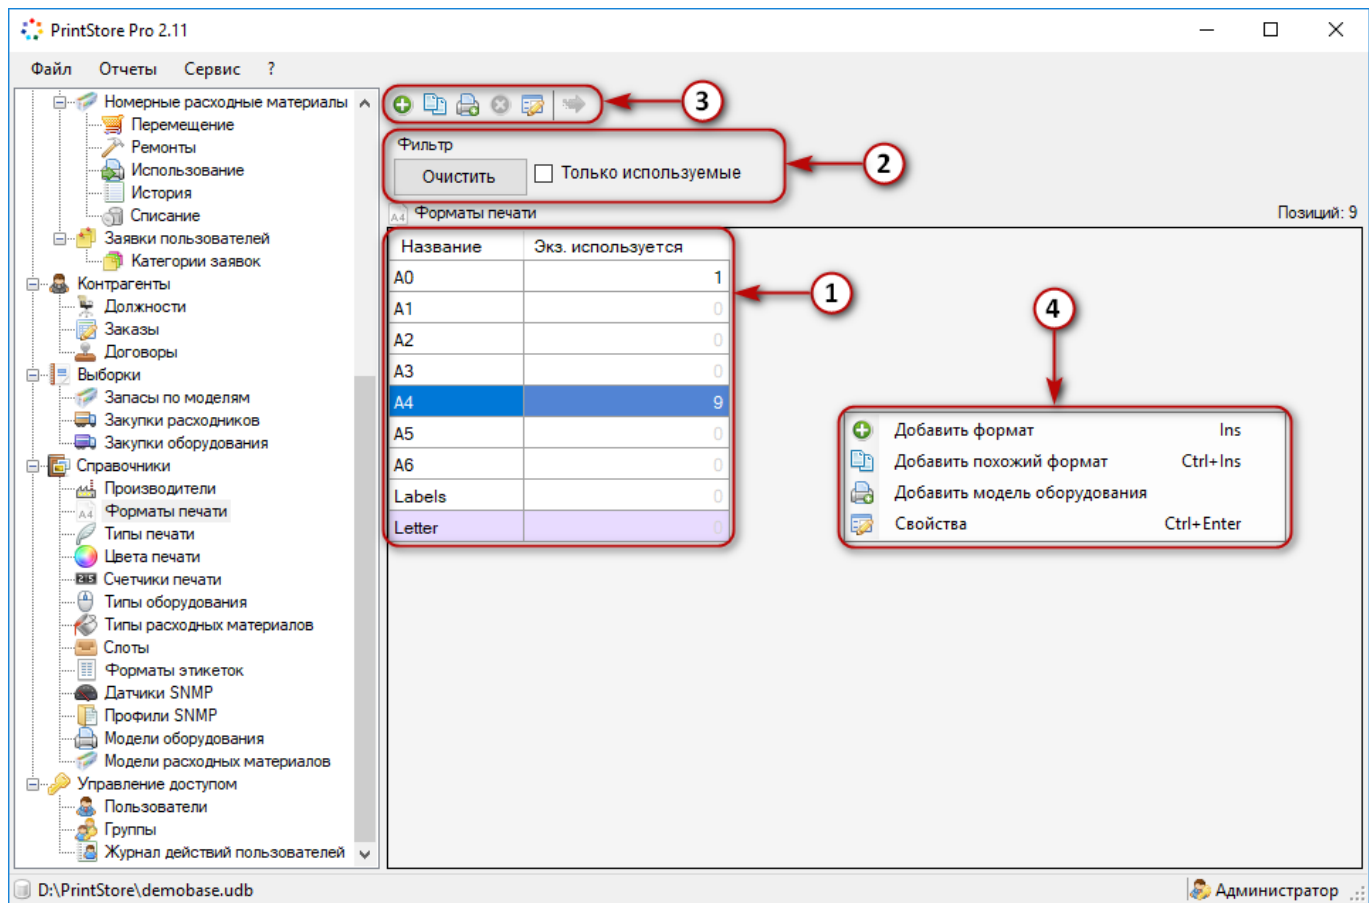 PrintStore Pro 2.11
Файл Отчеты Сервис ?
Номерные расходные материалы
Перемещение
Ремонты
Использование
История
Списание
Заявки пользователей
Категории заявок
Контрагенты
Должности
Заказы
Договоры
Выборки
Запасы по моделям
Закупки расходников
Закупки оборудования
Справочники
Производители
A4 Форматы печати
Типы печати
Цвета печати
215 Счетчики печати
Типы оборудования
Типы расходных материалов
Слоты
Форматы этикеток
Датчики SNMP
Профили SNMP
Модели оборудования
Модели расходных материалов
Управление доступом
Пользователи
Группы
Журнал действий пользователей
3
Фильтр
Очистить Только используемые
2
A4 Форматы печати Позиций: 9
Название Экз. используется
A0 1
A1 0
A2 0
A3 0
A4 9
A5 0
A6 0
Labels 0
Letter 0
1
4
Добавить формат Ins
Добавить похожий формат Ctrl+Ins
Добавить модель оборудования
Свойства Ctrl+Enter
D:\PrintStore\demobase.udb Администратор